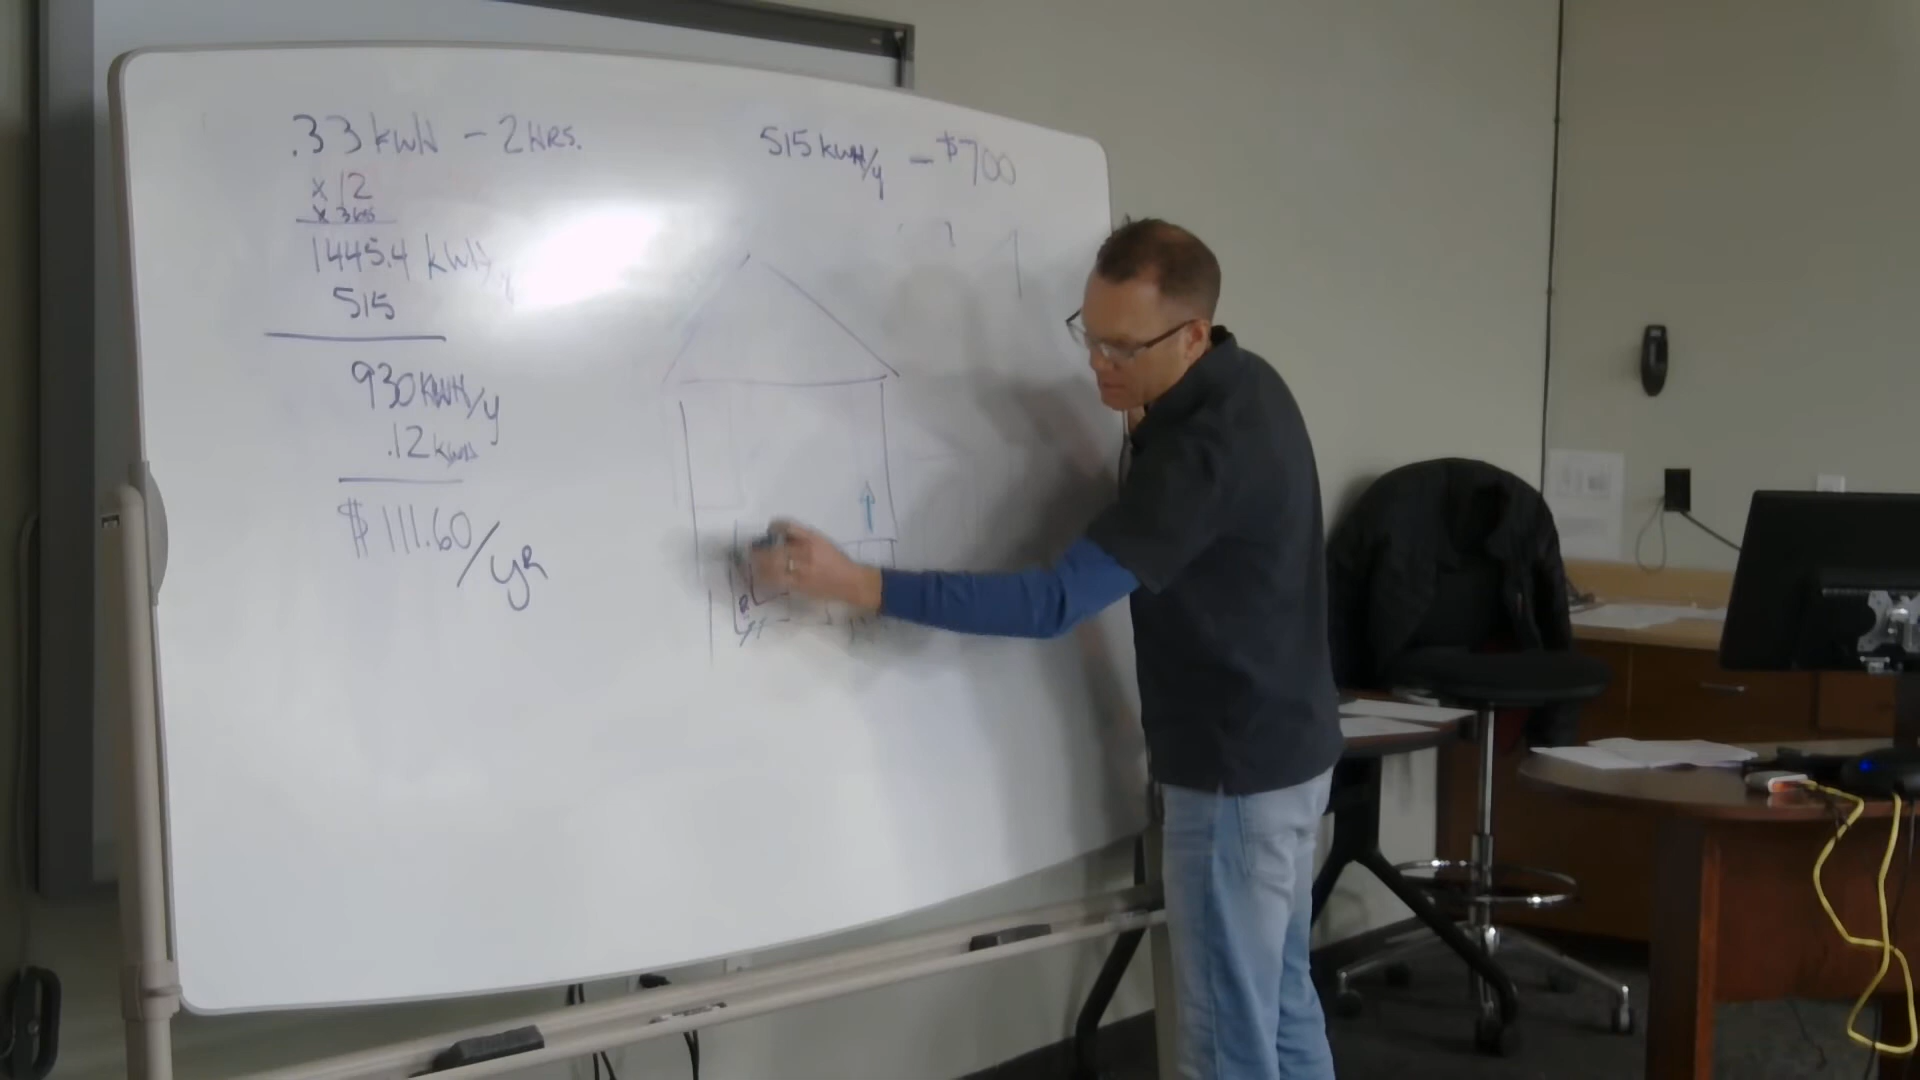 .33 kWH - 2 HRS.
x 12
x 365
1445.4 kWH/y
515
930 KWH/y
.12 kWH
$111.60/yR
515 kWH/y - $700